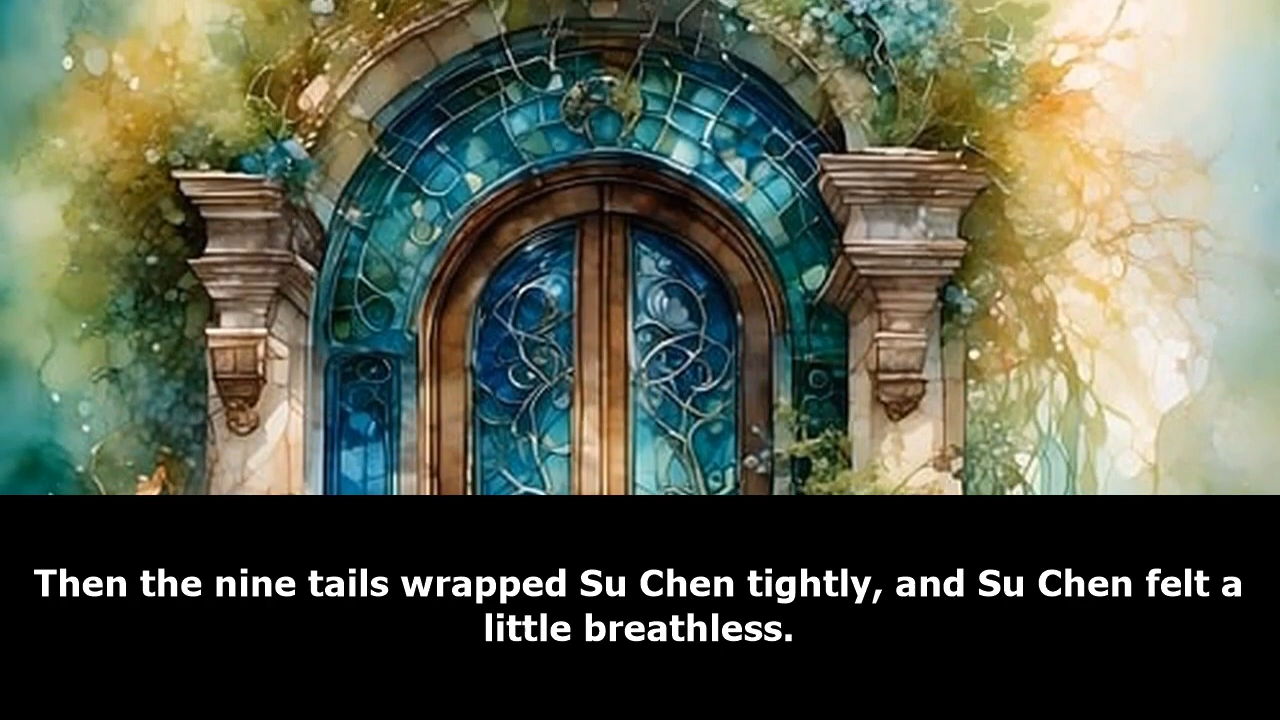 Then the nine tails wrapped Su Chen tightly, and Su Chen felt a
little breathless.